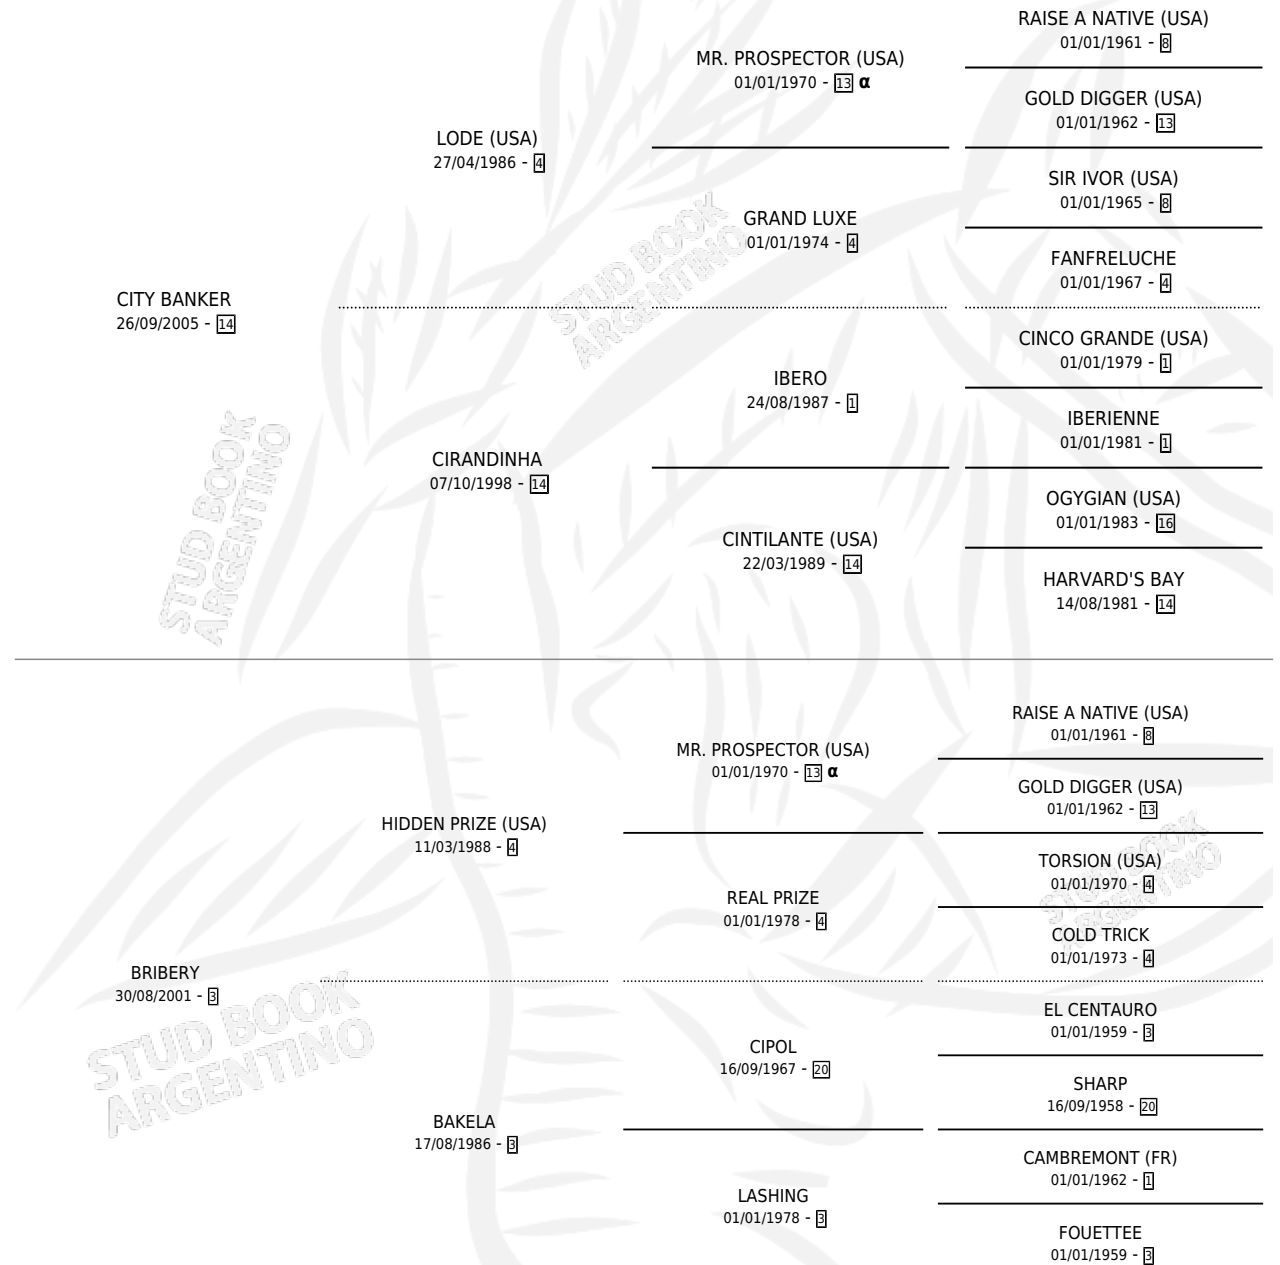 RAISE A NATIVE (USA)
01/01/1961 - 8
MR. PROSPECTOR (USA)
01/01/1970 - 13 α
GOLD DIGGER (USA)
01/01/1962 - 13
LODE (USA)
27/04/1986 - 4
SIR IVOR (USA)
01/01/1965 - 8
GRAND LUXE
01/01/1974 - 4
FANFRELUCHE
01/01/1967 - 4
CITY BANKER
26/09/2005 - 14
CINCO GRANDE (USA)
01/01/1979 - 1
IBERO
24/08/1987 - 1
IBERIENNE
01/01/1981 - 1
CIRANDINHA
07/10/1998 - 14
OGYGIAN (USA)
01/01/1983 - 16
CINTILANTE (USA)
22/03/1989 - 14
HARVARD'S BAY
14/08/1981 - 14
STUD BOOK
ARGENTINO
STUD BOOK
ARGENTINO
RAISE A NATIVE (USA)
01/01/1961 - 8
MR. PROSPECTOR (USA)
01/01/1970 - 13 α
GOLD DIGGER (USA)
01/01/1962 - 13
HIDDEN PRIZE (USA)
11/03/1988 - 4
TORSION (USA)
01/01/1970 - 4
REAL PRIZE
01/01/1978 - 4
COLD TRICK
01/01/1973 - 4
BRIBERY
30/08/2001 - 3
EL CENTAURO
01/01/1959 - 3
CIPOL
16/09/1967 - 20
SHARP
16/09/1958 - 20
BAKELA
17/08/1986 - 3
CAMBREMONT (FR)
01/01/1962 - 1
LASHING
01/01/1978 - 3
FOUETTEE
01/01/1959 - 3
STUD BOOK
ARGENTINO
STUD BOOK
ARGENTINO